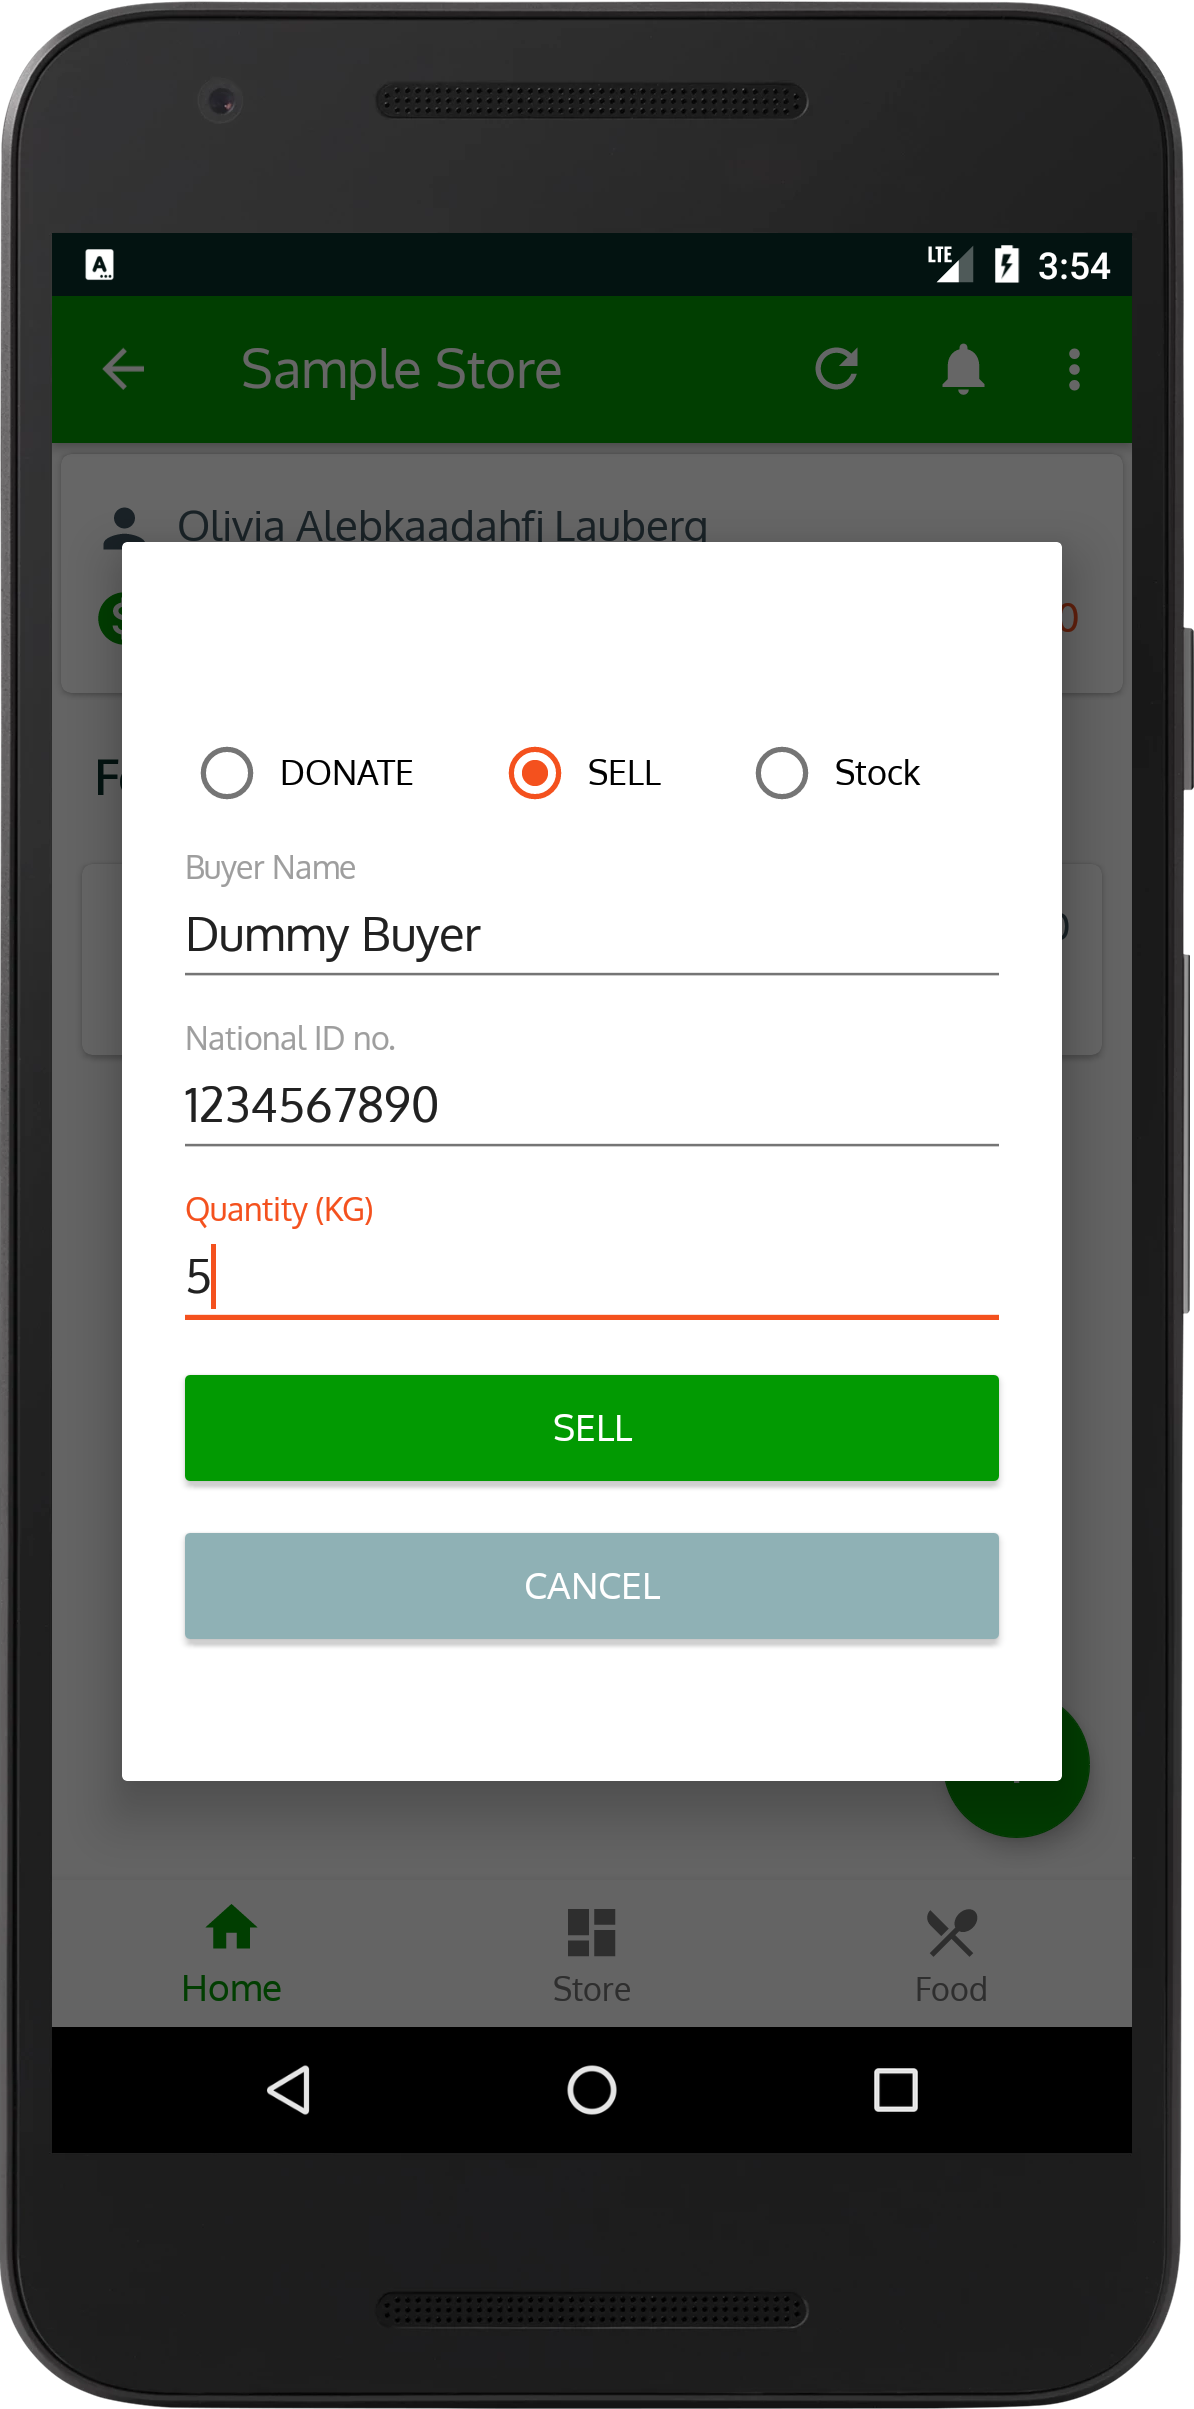 A
LTE 3:54
Sample Store
Olivia Alebkaadahfj Lauberg
DONATE SELL Stock
Buyer Name
Dummy Buyer
National ID no.
1234567890
Quantity (KG)
5
SELL
CANCEL
Home Store Food